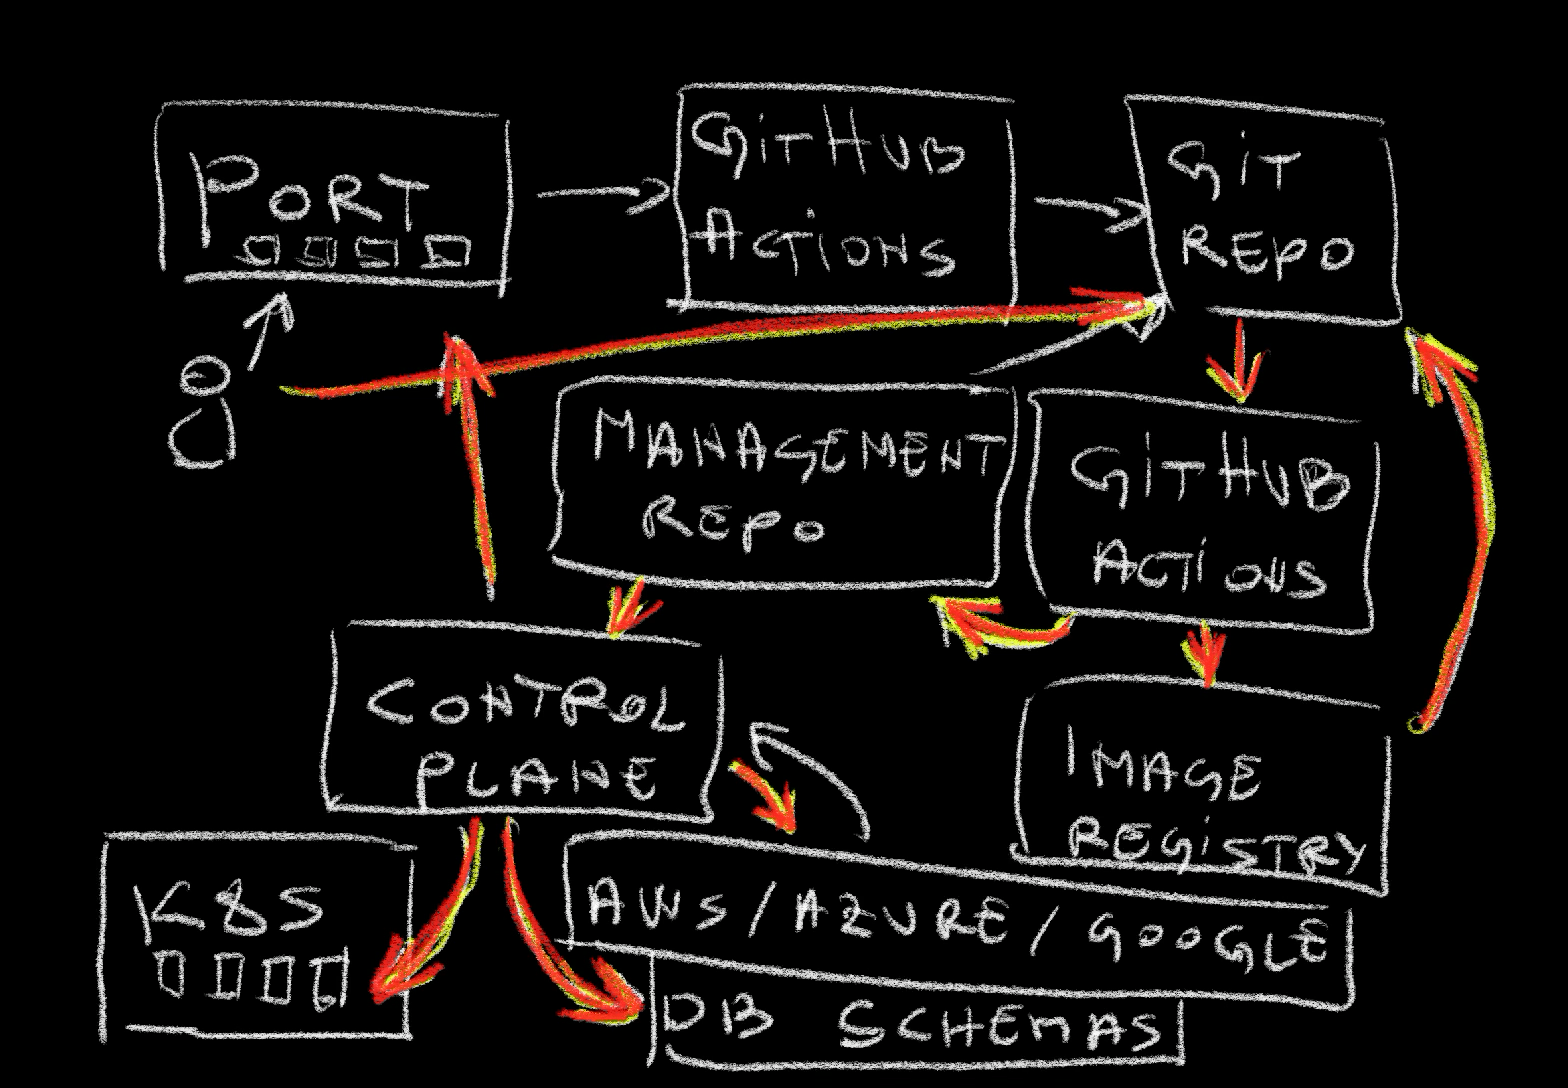 PORT
GITHUB
ACTIONS
GIT
REPO
MANAGEMENT
REPO
GITHUB
ACTIONS
CONTROL
PLANE
IMAGE
REGISTRY
K8S
AWS/AZURE/GOOGLE
DB SCHEMAS